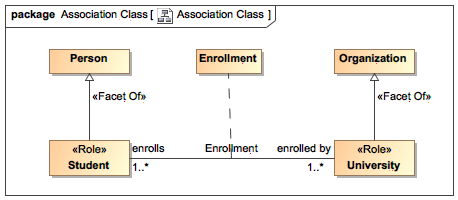 package Association Class [ Association Class ]
Person
Enrollment
Organization
«Facet Of»
«Facet Of»
«Role»
Student
enrolls
1..*
Enrollment
enrolled by
1..*
«Role»
University